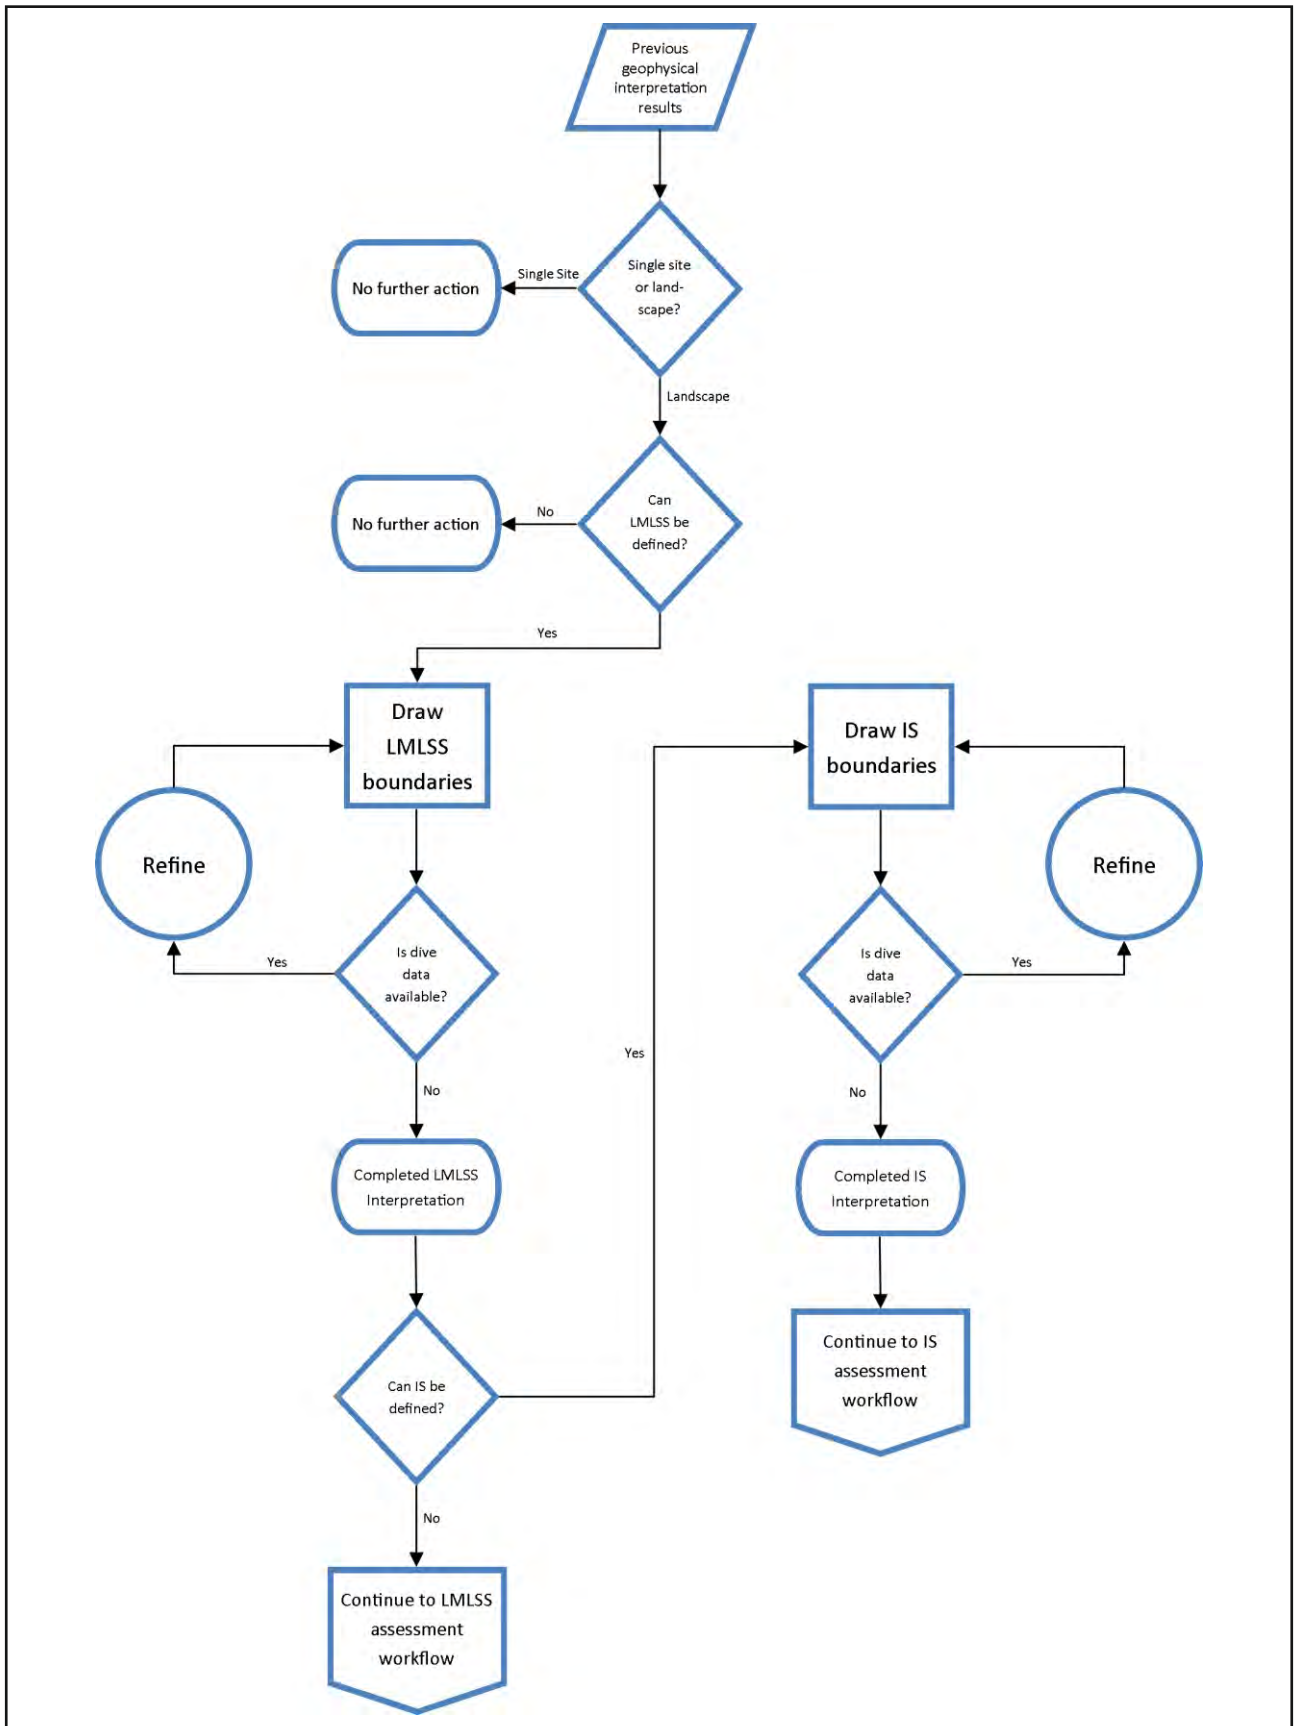 Previous
geophysical
interpretation
results
Single site
or land-
scape?
Single Site
No further action
Landscape
Can
LMLSS be
defined?
No
No further action
Yes
Draw
LMLSS
boundaries
Refine
Is dive
data
available?
Yes
No
Completed LMLSS
Interpretation
Can IS be
defined?
Yes
No
Continue to LMLSS
assessment
workflow
Draw IS
boundaries
Refine
Is dive
data
available?
Yes
No
Completed IS
Interpretation
Continue to IS
assessment
workflow